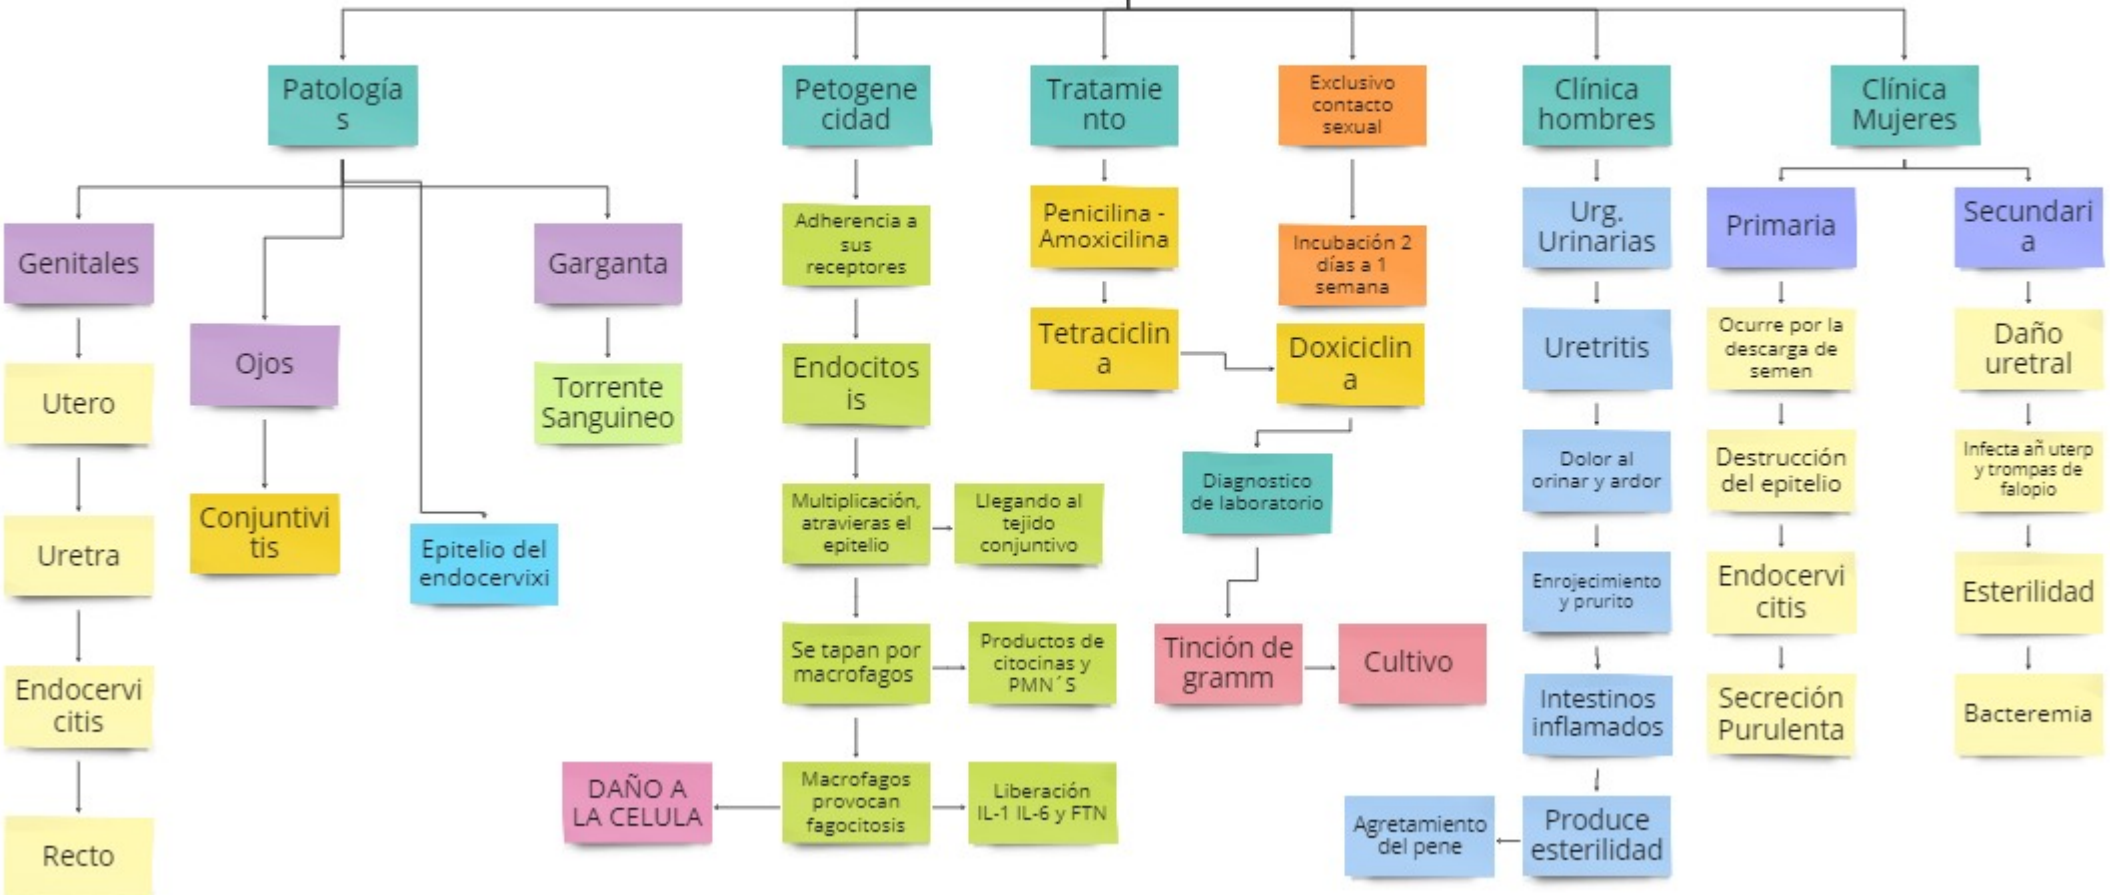 Patología
s
Genitales
Utero
Uretra
Endocervi
citis
Recto
Ojos
Conjuntivi
tis
Epitelio del
endocervixi
Garganta
Torrente
Sanguineo
Petogene
cidad
Adherencia a
sus
receptores
Endocitos
is
Multiplicación,
atravieras el
epitelio
Llegando al
tejido
conjuntivo
Se tapan por
macrofagos
Productos de
citocinas y
PMN´S
Macrofagos
provocan
fagocitosis
Liberación
IL-1 IL-6 y FTN
DAÑO A
LA CELULA
Tratamie
nto
Penicilina -
Amoxicilina
Tetraciclin
a
Doxiciclin
a
Diagnostico
de laboratorio
Tinción de
gramm
Cultivo
Exclusivo
contacto
sexual
Incubación 2
días a 1
semana
Clínica
hombres
Urg.
Urinarias
Uretritis
Dolor al
orinar y ardor
Enrojecimiento
y prurito
Intestinos
inflamados
Produce
esterilidad
Agretamiento
del pene
Clínica
Mujeres
Primaria
Ocurre por la
descarga de
semen
Destrucción
del epitelio
Endocervi
citis
Secreción
Purulenta
Secundari
a
Daño
uretral
Infecta añ uterp
y trompas de
falopio
Esterilidad
Bacteremia